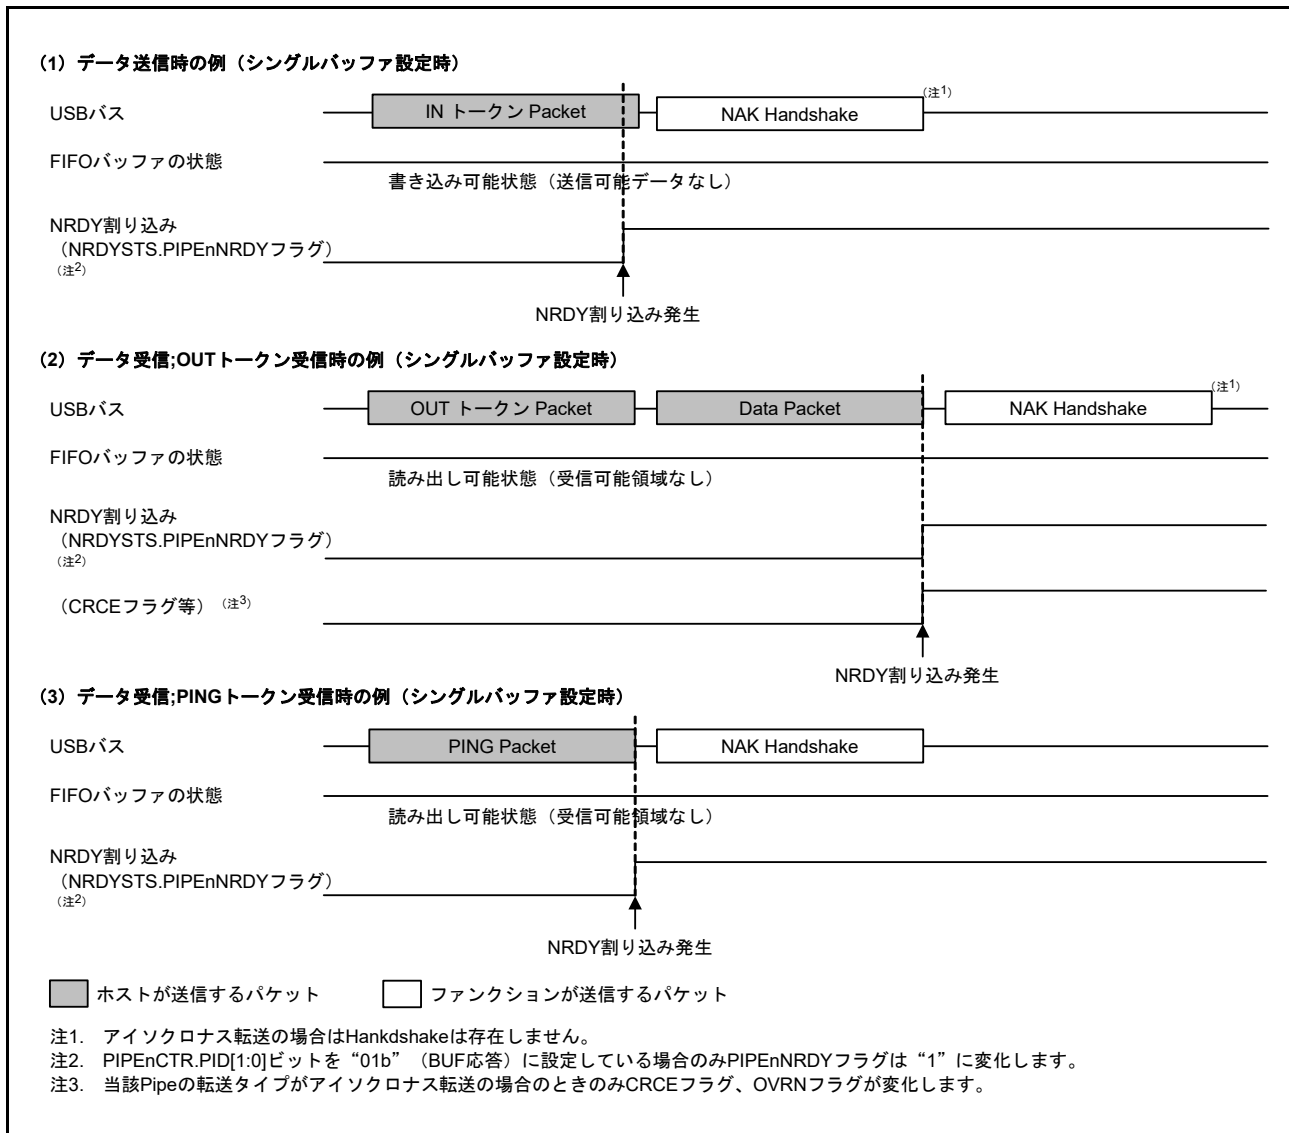 (1) データ送信時の例（シングルバッファ設定時）
USBバス
IN トークン Packet
NAK Handshake
（注1）
FIFOバッファの状態
書き込み可能状態（送信可能データなし）
NRDY割り込み
（NRDYSTS.PIPEnNRDYフラグ）
（注2）
NRDY割り込み発生
(2) データ受信;OUTトークン受信時の例（シングルバッファ設定時）
USBバス
OUT トークン Packet
Data Packet
NAK Handshake
（注1）
FIFOバッファの状態
読み出し可能状態（受信可能領域なし）
NRDY割り込み
（NRDYSTS.PIPEnNRDYフラグ）
（注2）
（CRCEフラグ等）（注3）
NRDY割り込み発生
(3) データ受信;PINGトークン受信時の例（シングルバッファ設定時）
USBバス
PING Packet
NAK Handshake
FIFOバッファの状態
読み出し可能状態（受信可能領域なし）
NRDY割り込み
（NRDYSTS.PIPEnNRDYフラグ）
（注2）
NRDY割り込み発生
ホストが送信するパケット
ファンクションが送信するパケット
注1. アイソクロナス転送の場合はHankdshakeは存在しません。
注2. PIPEnCTR.PID[1:0]ビットを“01b”（BUF応答）に設定している場合のみPIPEnNRDYフラグは“1”に変化します。
注3. 当該Pipeの転送タイプがアイソクロナス転送の場合のときのみCRCEフラグ、OVRNフラグが変化します。